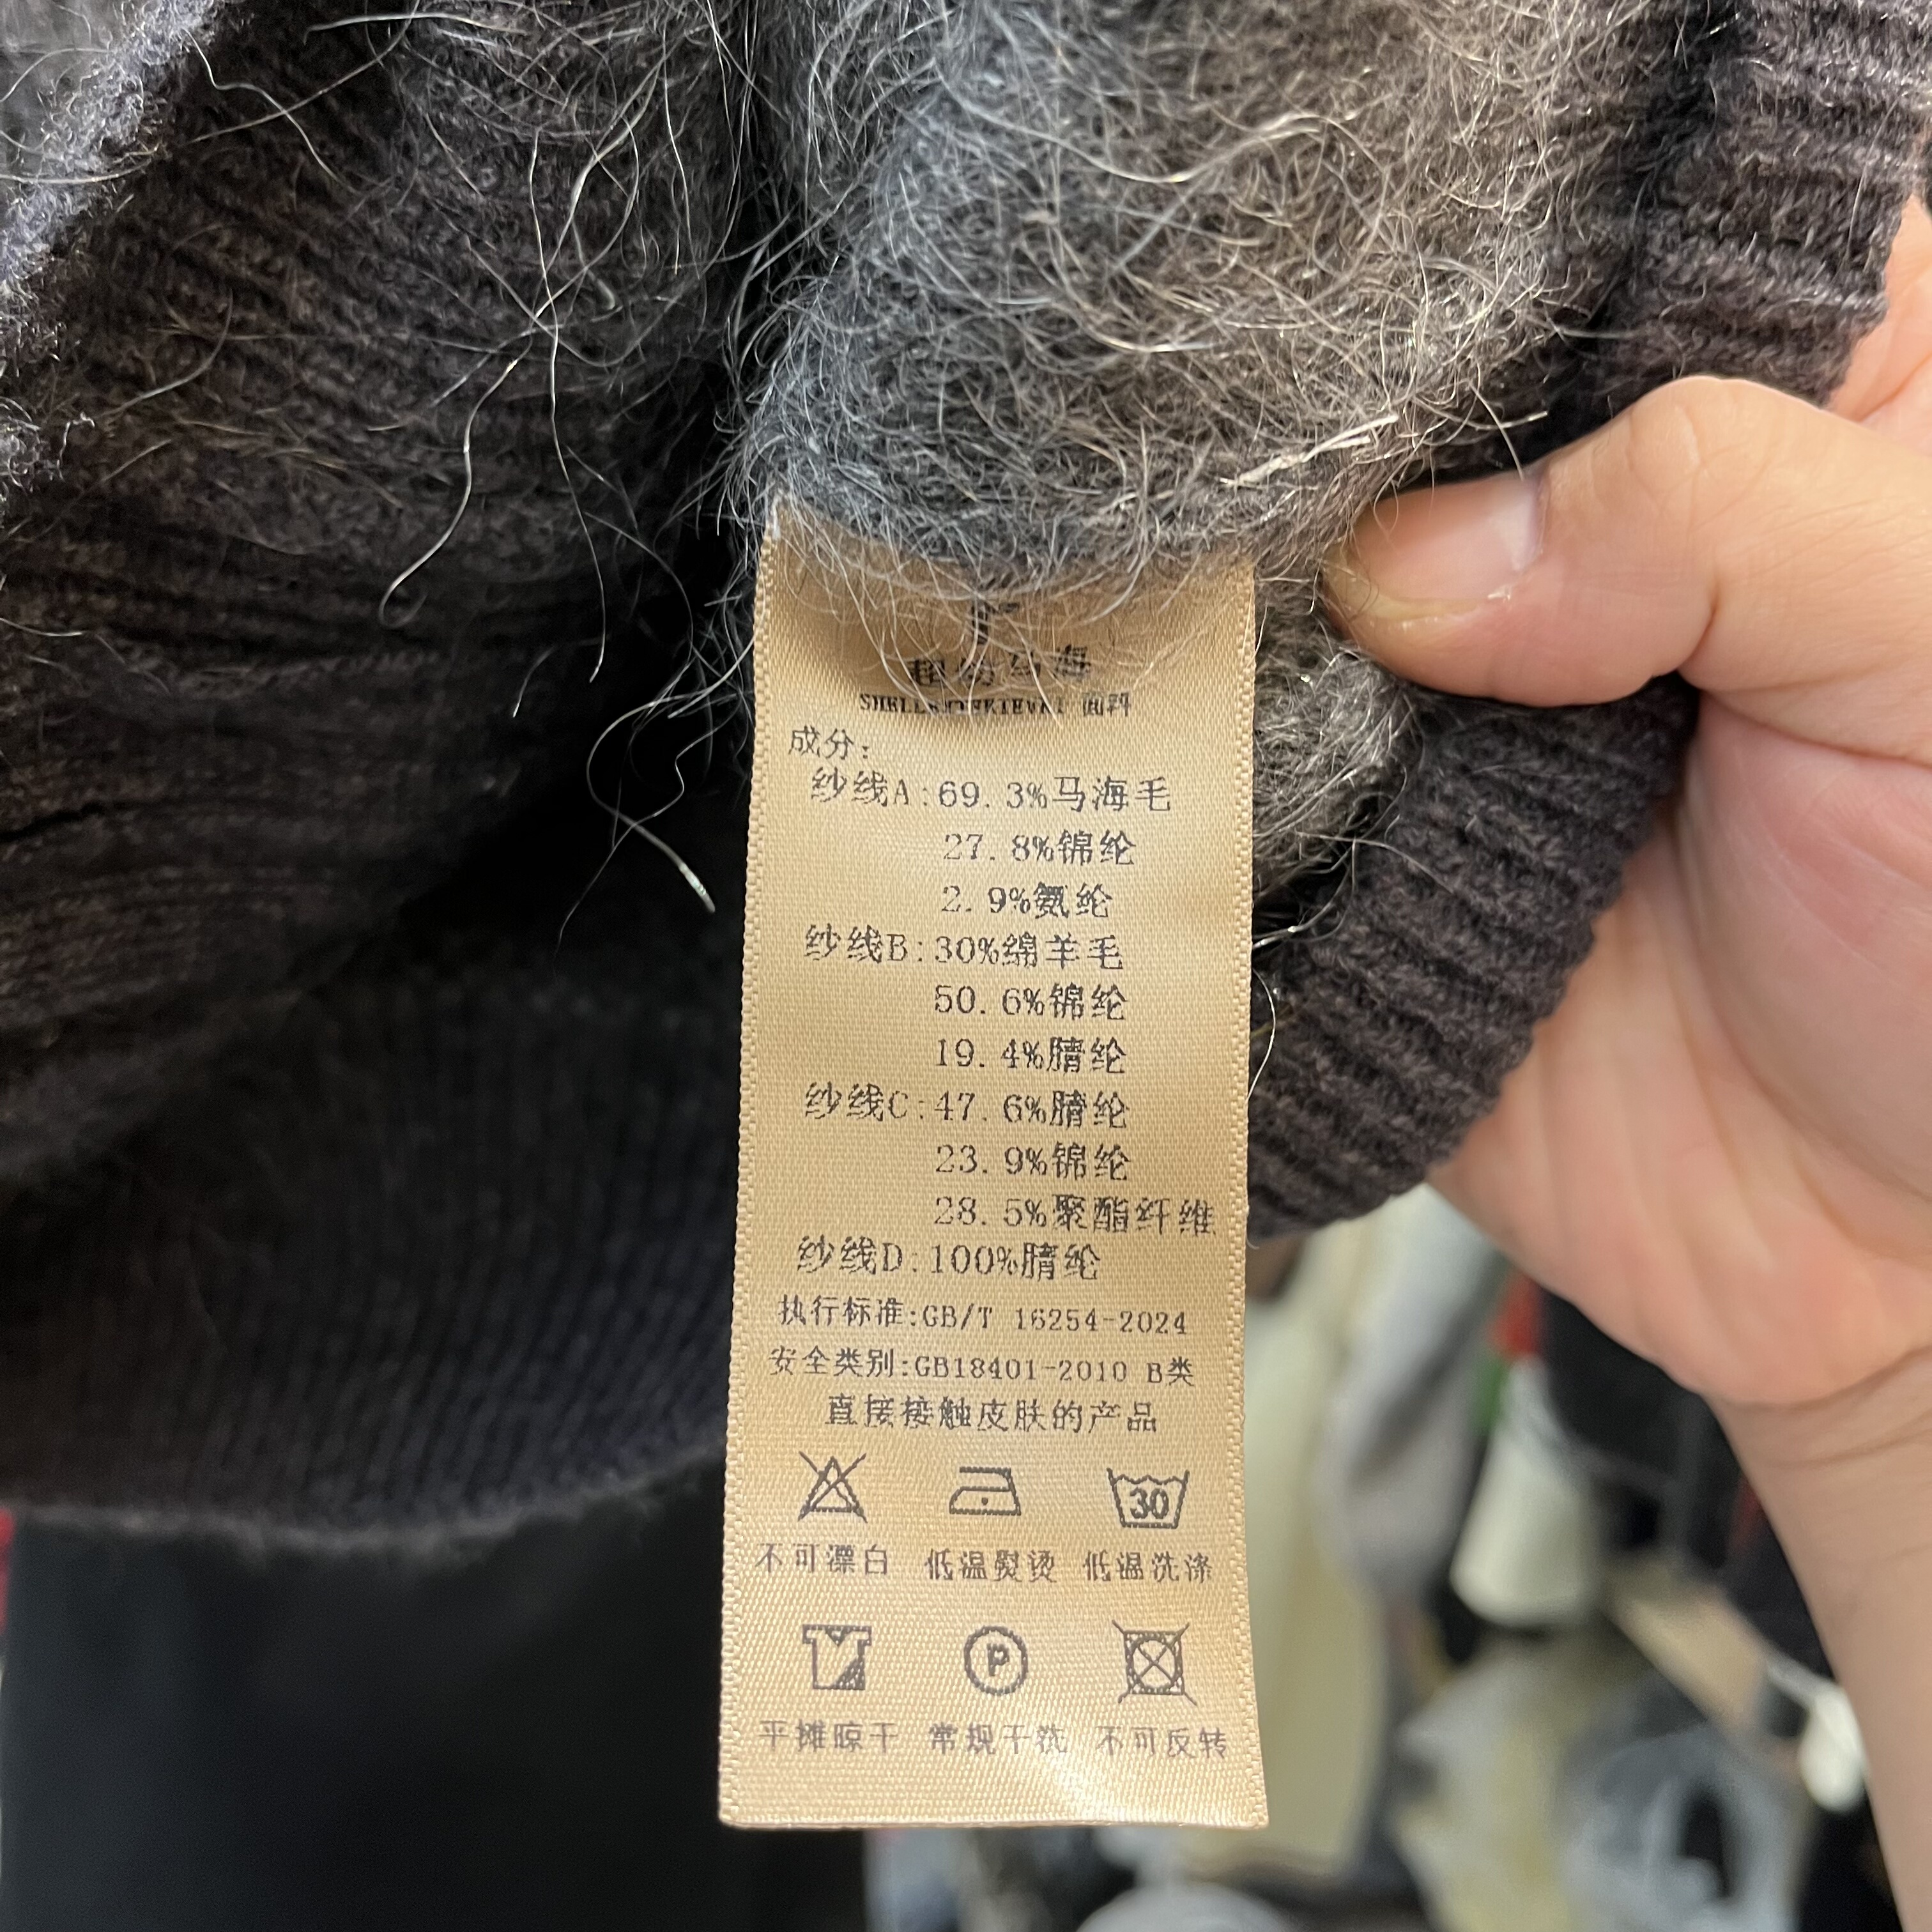 面料
成分:
纱线A:69.3%马海毛
27.8%锦纶
2.9%氨纶
纱线B:30%绵羊毛
50.6%锦纶
19.4%腈纶
纱线C:47.6%腈纶
23.9%锦纶
28.5%聚酯纤维
纱线D:100%腈纶
执行标准:GB/T 16254-2024
安全类别:GB18401-2010 B类
直接接触皮肤的产品
30
不可漂白 低温熨烫 低温洗涤
P
平摊晾干 常规干洗 不可反转